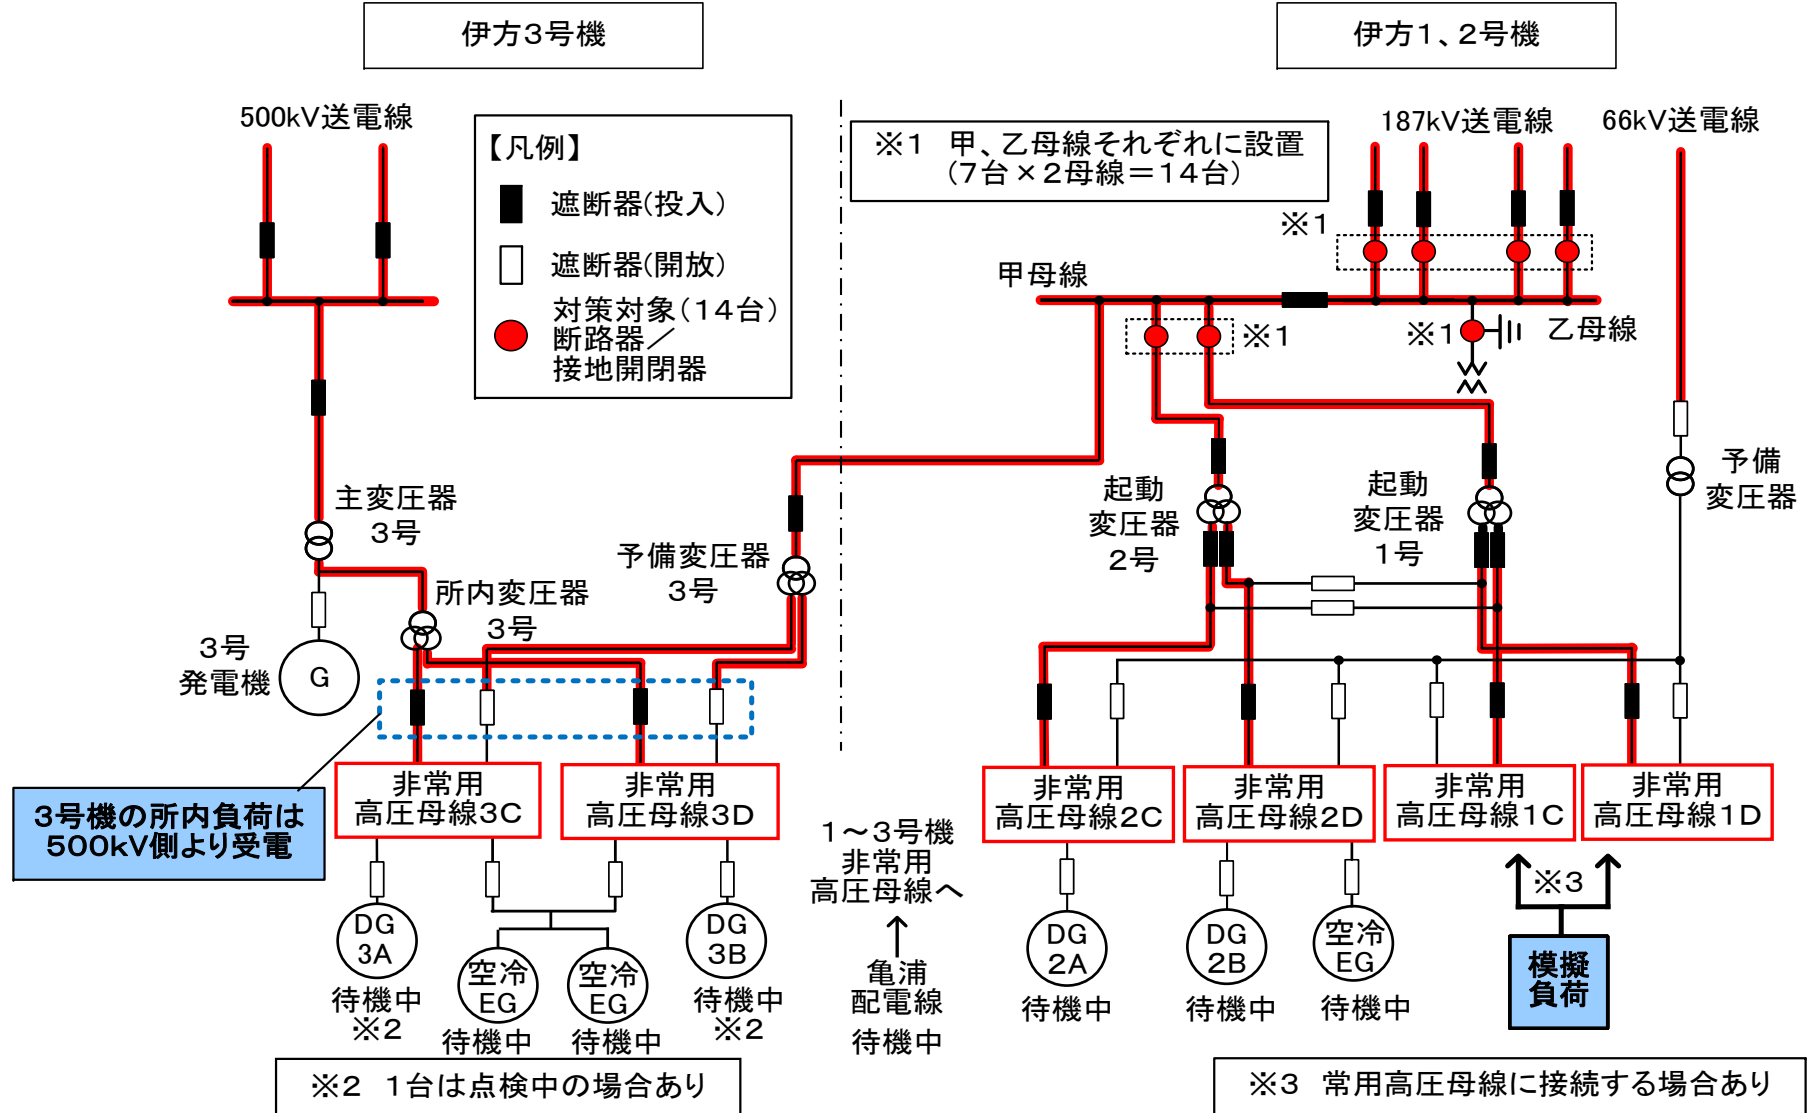 伊方3号機
伊方1、2号機
500kV送電線
【凡例】
遮断器(投入)
遮断器(開放)
対策対象(14台)
断路器／
接地開閉器
※1　甲、乙母線それぞれに設置
(7台×2母線＝14台)
187kV送電線
66kV送電線
※1
甲母線
※1
※1
乙母線
主変圧器
3号
予備変圧器
3号
所内変圧器
3号
3号
発電機
G
起動
変圧器
2号
起動
変圧器
1号
予備
変圧器
3号機の所内負荷は
500kV側より受電
非常用
高圧母線3C
非常用
高圧母線3D
非常用
高圧母線2C
非常用
高圧母線2D
非常用
高圧母線1C
非常用
高圧母線1D
1～3号機
非常用
高圧母線へ
亀浦
配電線
待機中
DG
3A
待機中
※2
空冷
EG
待機中
空冷
EG
待機中
DG
3B
待機中
※2
DG
2A
待機中
DG
2B
待機中
空冷
EG
待機中
※3
模擬
負荷
※2　1台は点検中の場合あり
※3　常用高圧母線に接続する場合あり